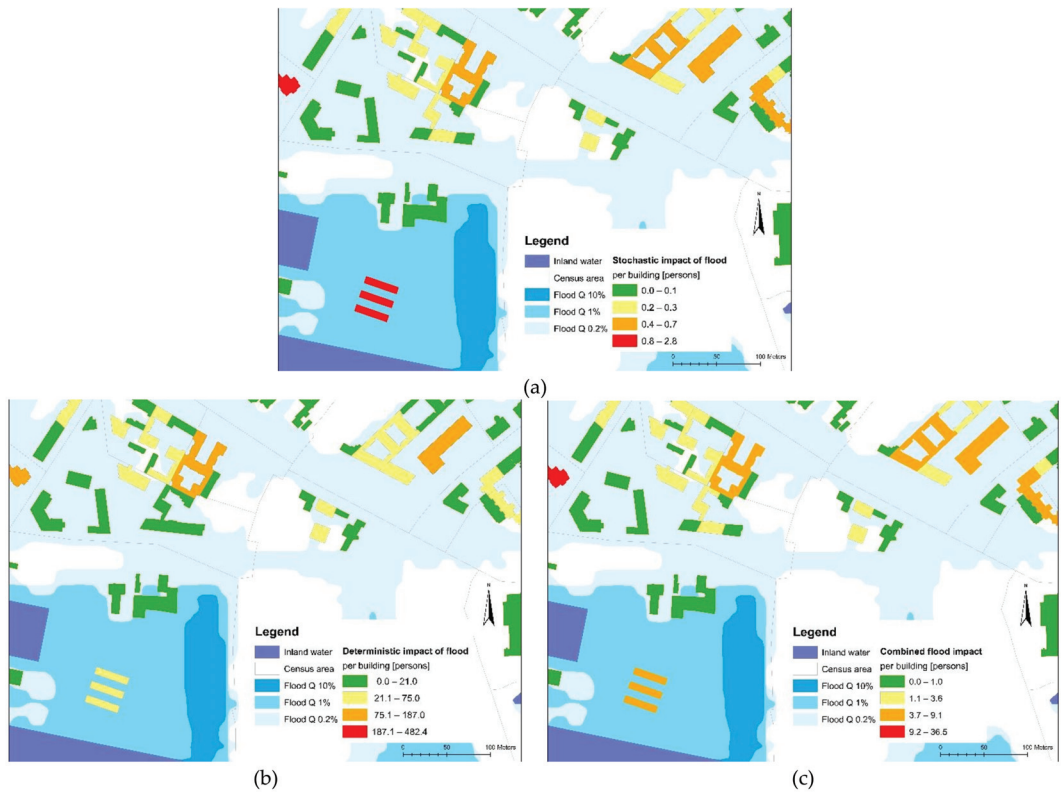 N
Legend
Inland water
Census area
Flood Q 10%
Flood Q 1%
Flood Q 0.2%
Stochastic impact of flood
per building [persons]
0.0 – 0.1
0.2 – 0.3
0.4 – 0.7
0.8 – 2.8
0 50 100 Meters
(a)
N
Legend
Inland water
Census area
Flood Q 10%
Flood Q 1%
Flood Q 0.2%
Deterministic impact of flood
per building [persons]
0.0 – 21.0
21.1 – 75.0
75.1 – 187.0
187.1 – 482.4
0 50 100 Meters
(b)
N
Legend
Inland water
Census area
Flood Q 10%
Flood Q 1%
Flood Q 0.2%
Combined flood impact
per building [persons]
0.0 – 1.0
1.1 – 3.6
3.7 – 9.1
9.2 – 36.5
0 50 100 Meters
(c)